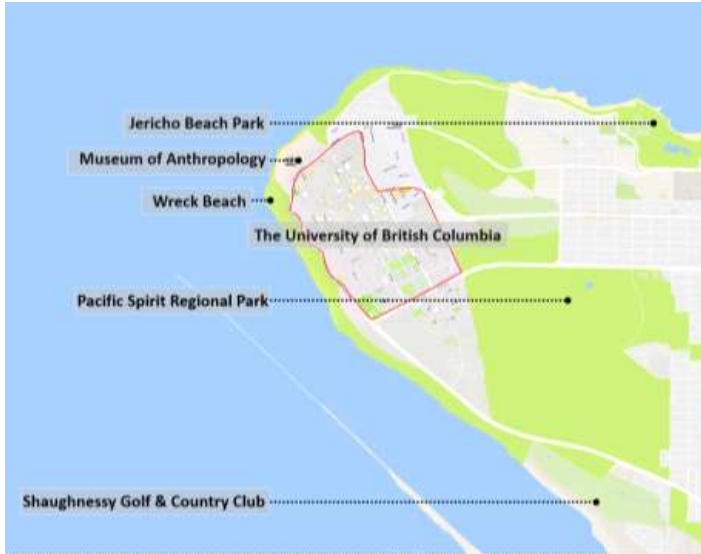 Jericho Beach Park
Museum of Anthropology
Wreck Beach
The University of British Columbia
Pacific Spirit Regional Park
Shaughnessy Golf & Country Club